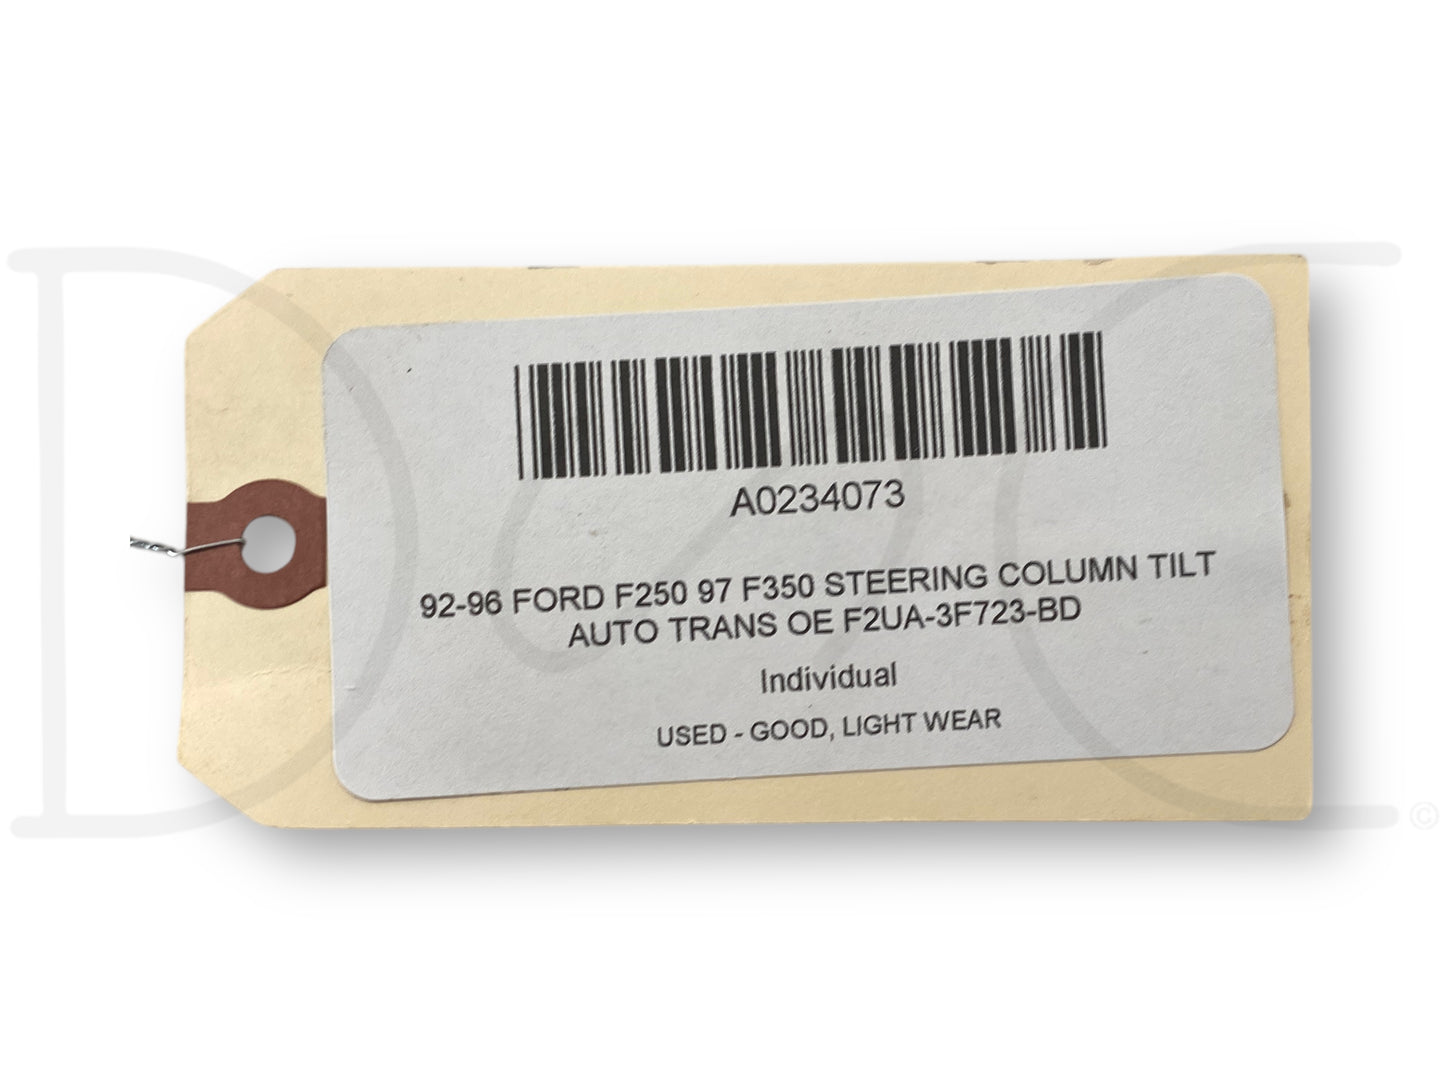 A0234073
92-96 FORD F250 97 F350 STEERING COLUMN TILT
AUTO TRANS OE F2UA-3F723-BD
Individual
USED - GOOD, LIGHT WEAR
©